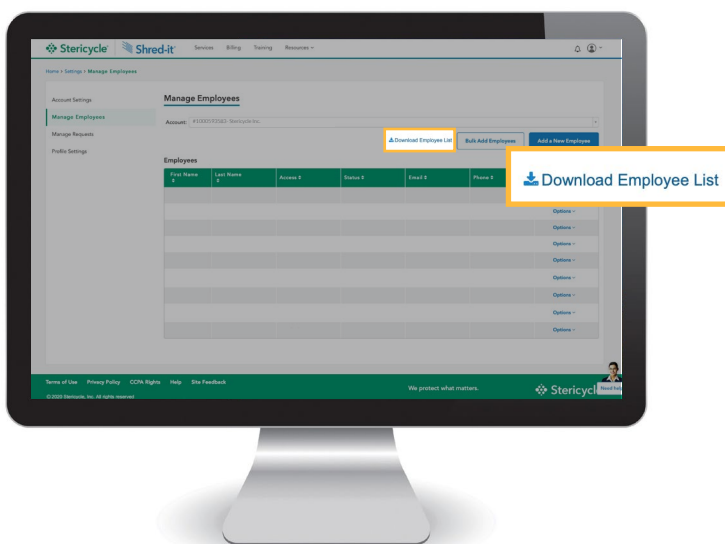 Stericycle® Shred-it® Services Billing Training Resources
Home > Settings > Manage Employees
Account Settings
Manage Employees
Manage Requests
Profile Settings
Manage Employees
Account:
Download Employee List Bulk Add Employees Add a New Employee
Download Employee List
Employees
First Name Last Name Access Status Email Phone
Options
Options
Options
Options
Options
Options
Options
Options
Terms of Use Privacy Policy CCPA Rights Help Site Feedback
We protect what matters.
Stericycl
Need help
© 2020 Stericycle, Inc. All rights reserved